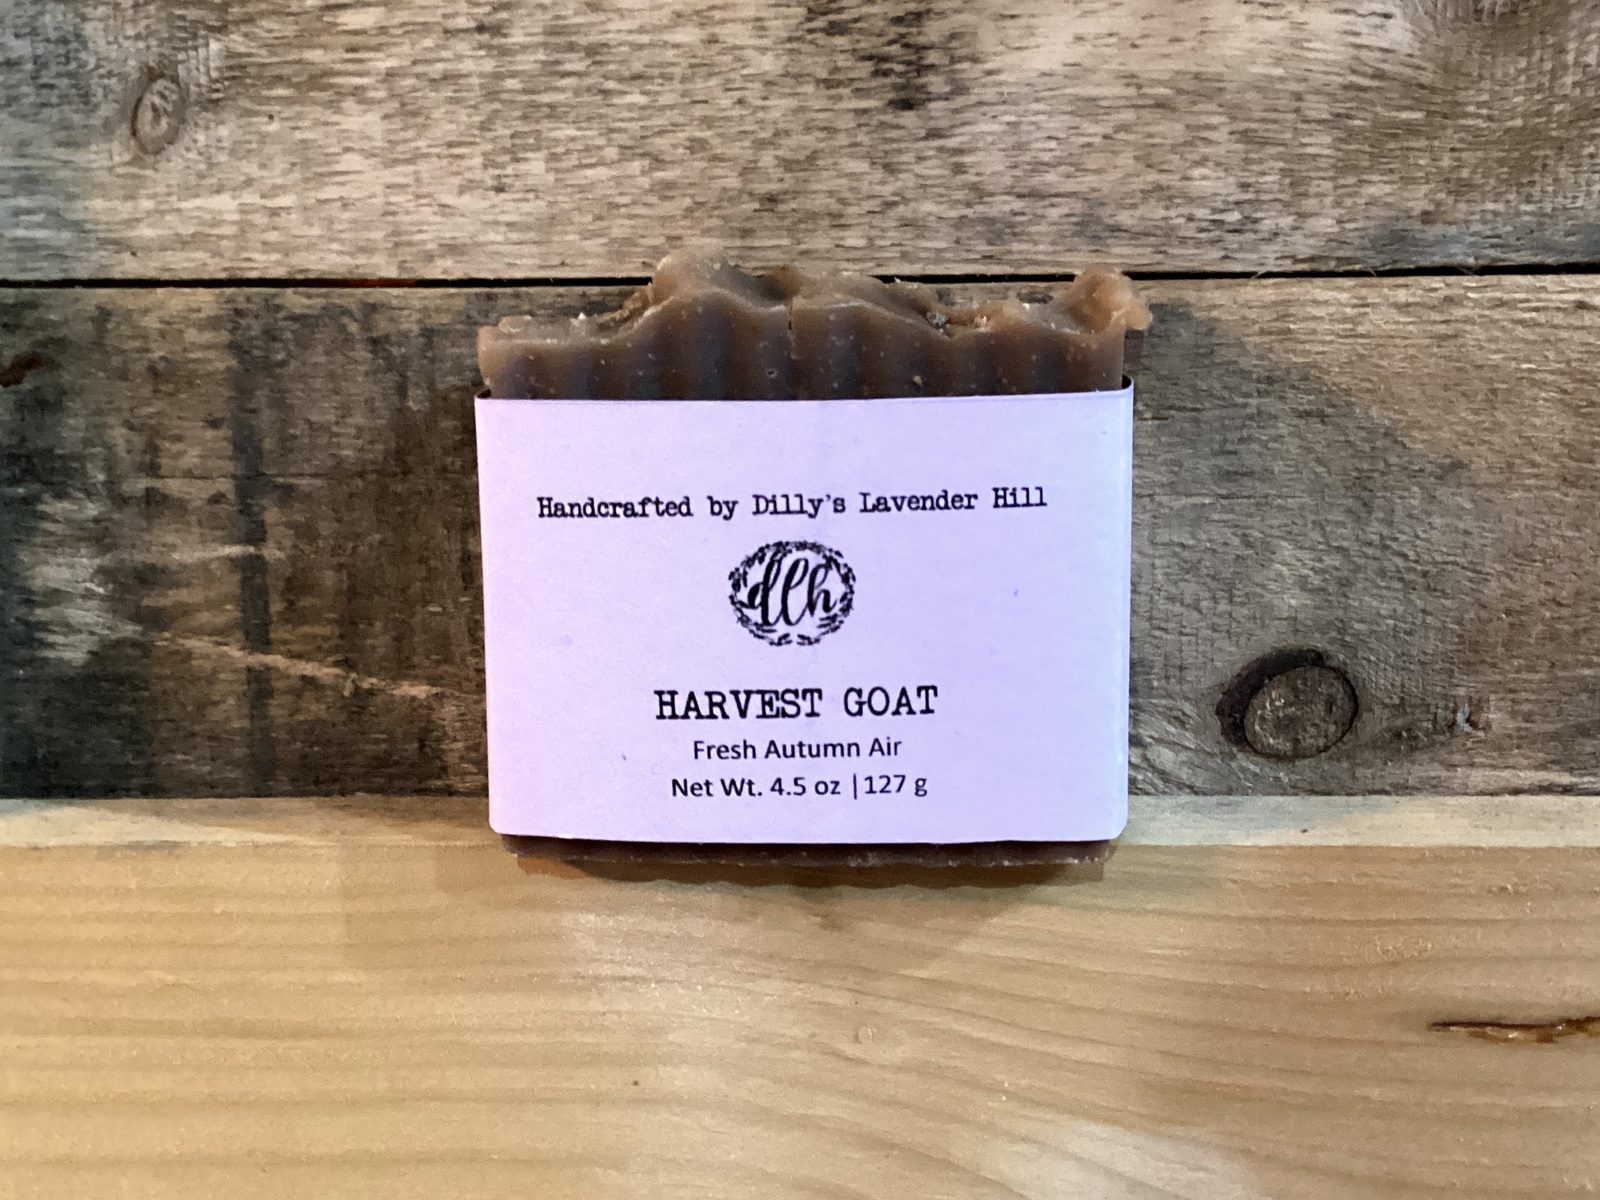 Handcrafted by Dilly's Lavender Hill
dlh
HARVEST GOAT
Fresh Autumn Air
Net Wt. 4.5 oz | 127 g